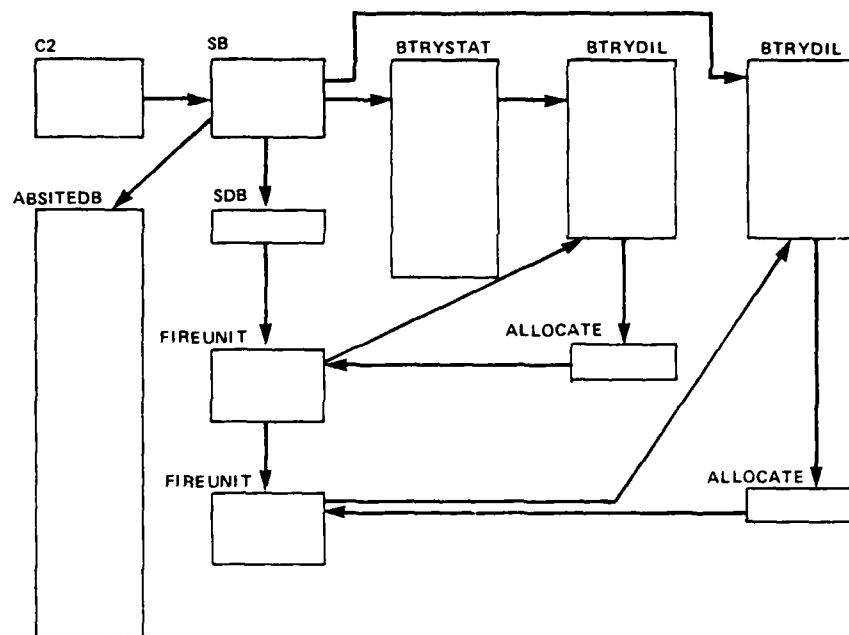 C2
SB
BTRYSTAT
BTRYDIL
BTRYDIL
ABSITEDB
SDB
FIREUNIT
ALLOCATE
FIREUNIT
ALLOCATE